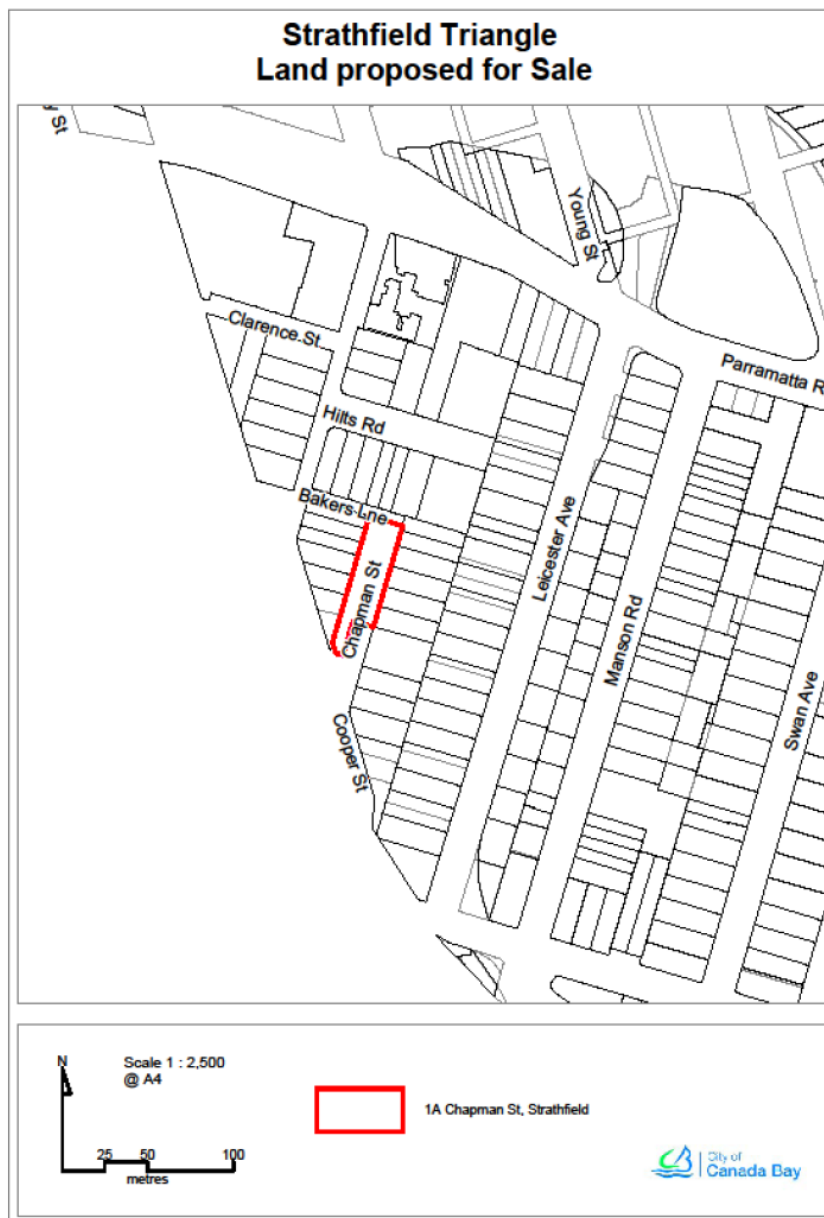 Strathfield Triangle
Land proposed for Sale
y St
Young St
Clarence St
Parramatta R
Hilts Rd
Bakers Lne
Leicester Ave
Chapman St
Manson Rd
Swan Ave
Cooper St
N
Scale 1 : 2,500
@ A4
1A Chapman St, Strathfield
25 50 100
metres
City of
Canada Bay